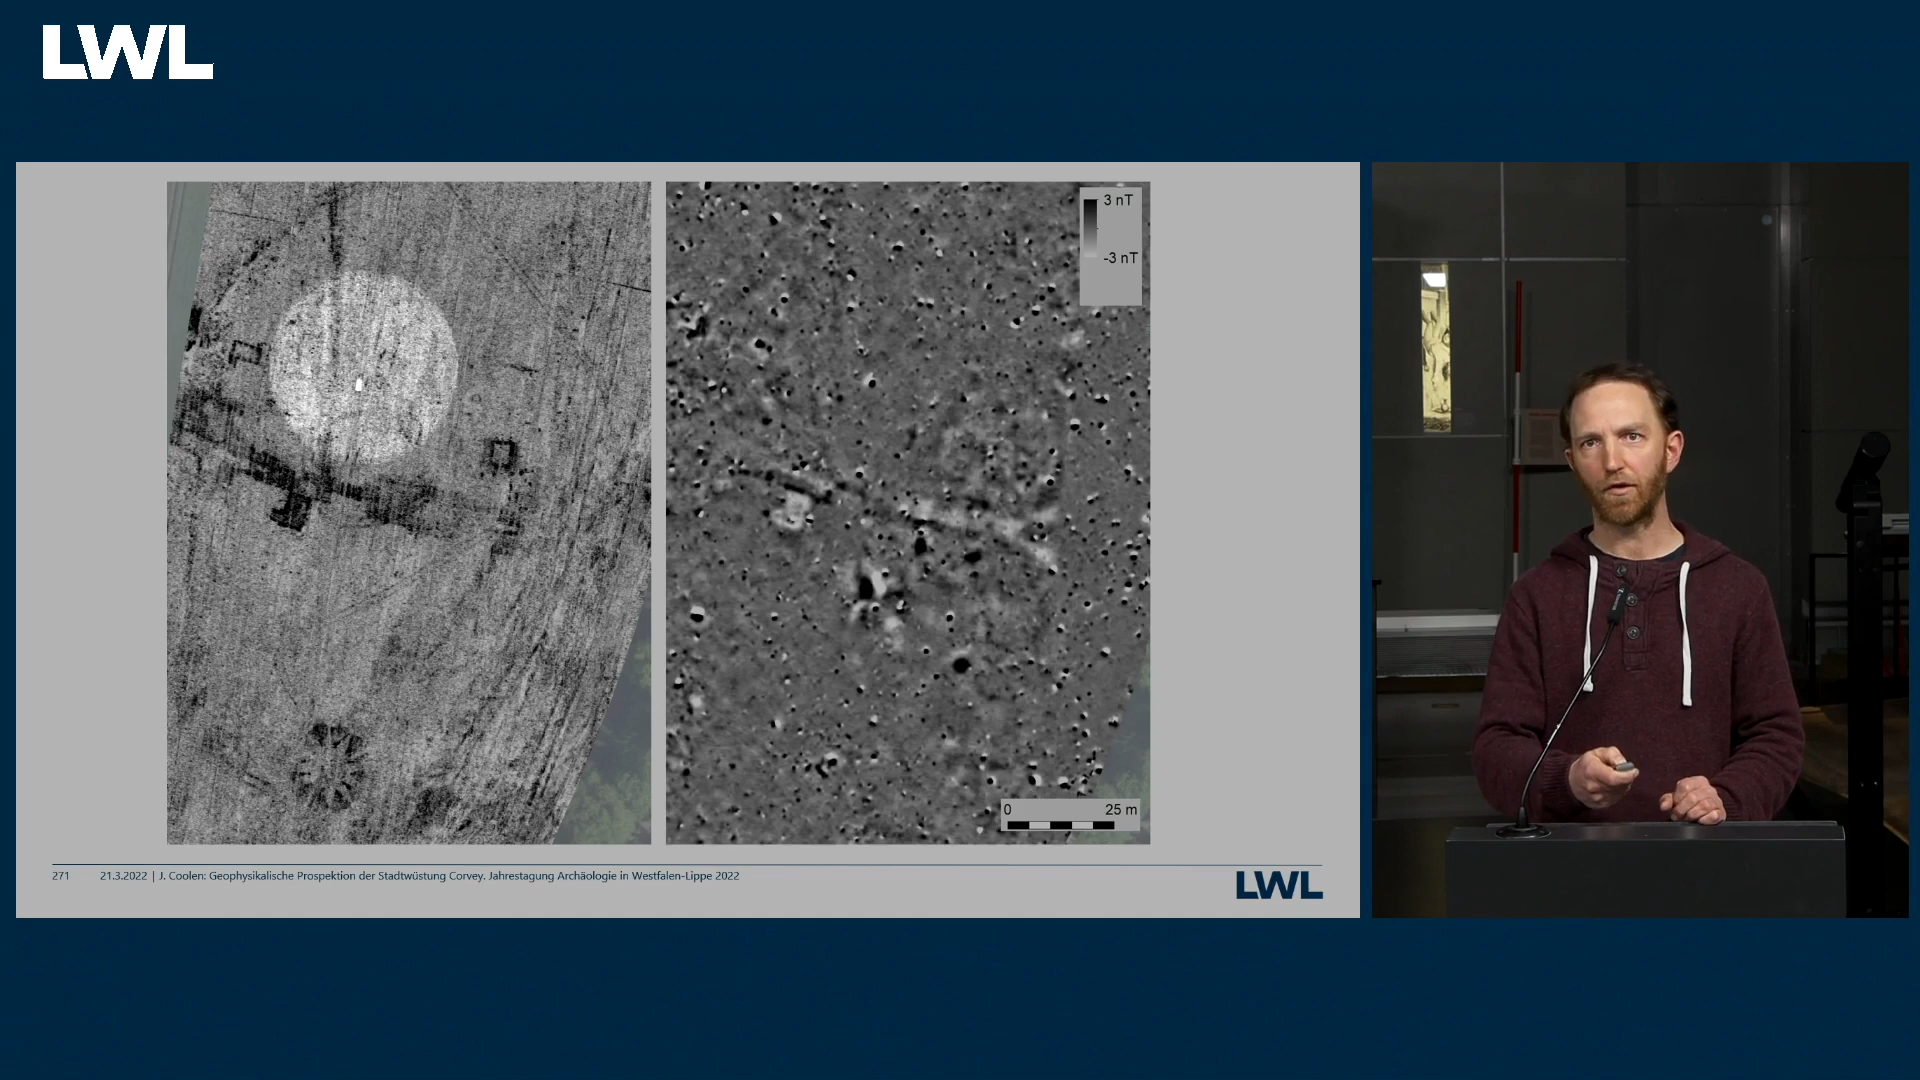 LWL
3 nT
-3 nT
0 25 m
271 21.3.2022 | J. Coolen: Geophysikalische Prospektion der Stadtwüstung Corvey. Jahrestagung Archäologie in Westfalen-Lippe 2022
LWL